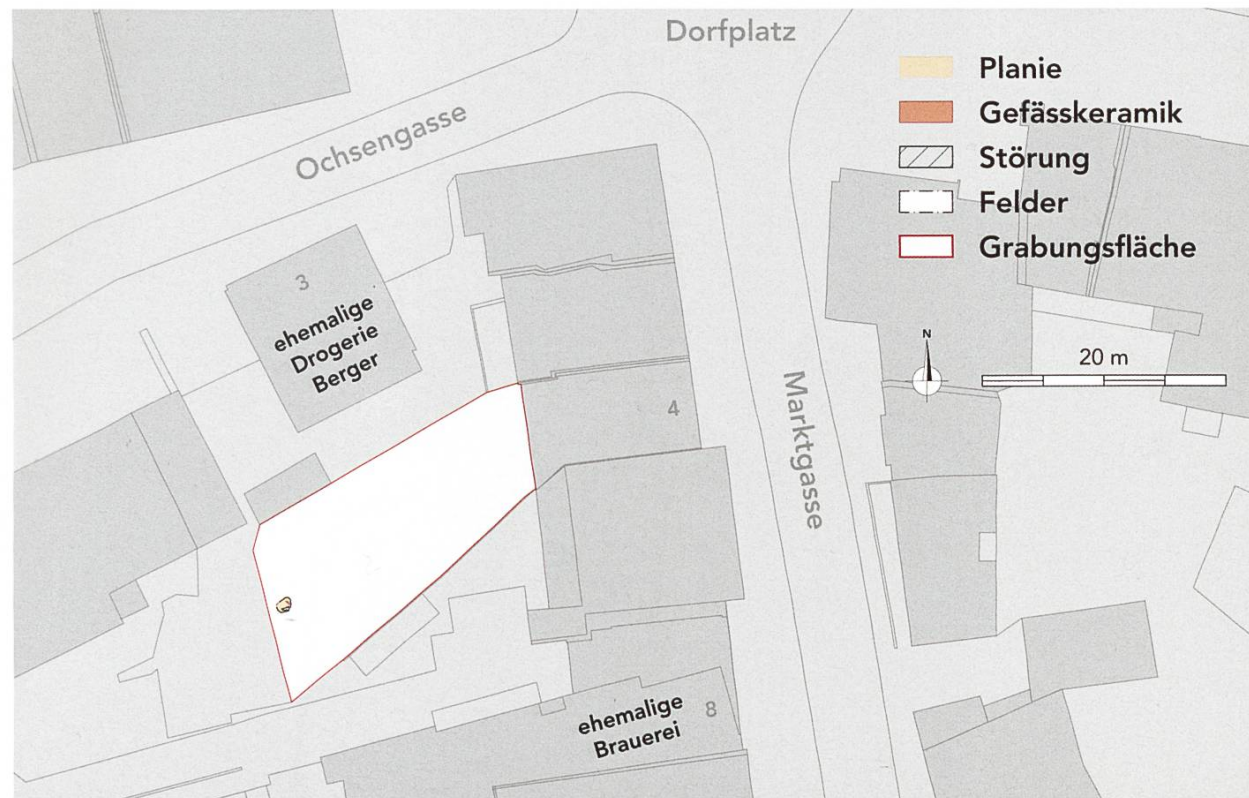 Dorfplatz
Planie
Gefässkeramik
Störung
Felder
Grabungsfläche
Ochsengasse
3
ehemalige
Drogerie
Berger
N
20 m
4
Marktgasse
ehemalige
Brauerei
8